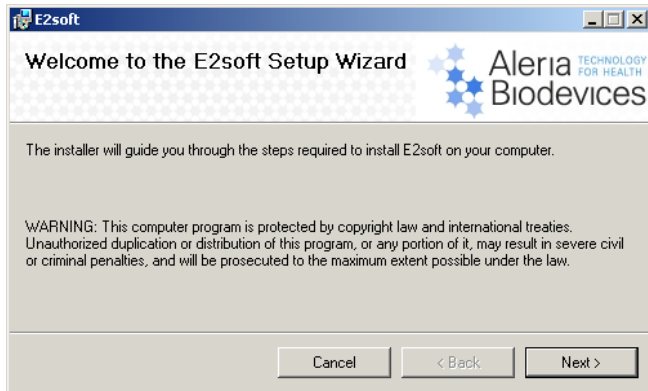 E2soft
Welcome to the E2soft Setup Wizard
Aleria TECHNOLOGY
FOR HEALTH
Biodevices
The installer will guide you through the steps required to install E2soft on your computer.
WARNING: This computer program is protected by copyright law and international treaties.
Unauthorized duplication or distribution of this program, or any portion of it, may result in severe civil
or criminal penalties, and will be prosecuted to the maximum extent possible under the law.
Cancel
< Back
Next >